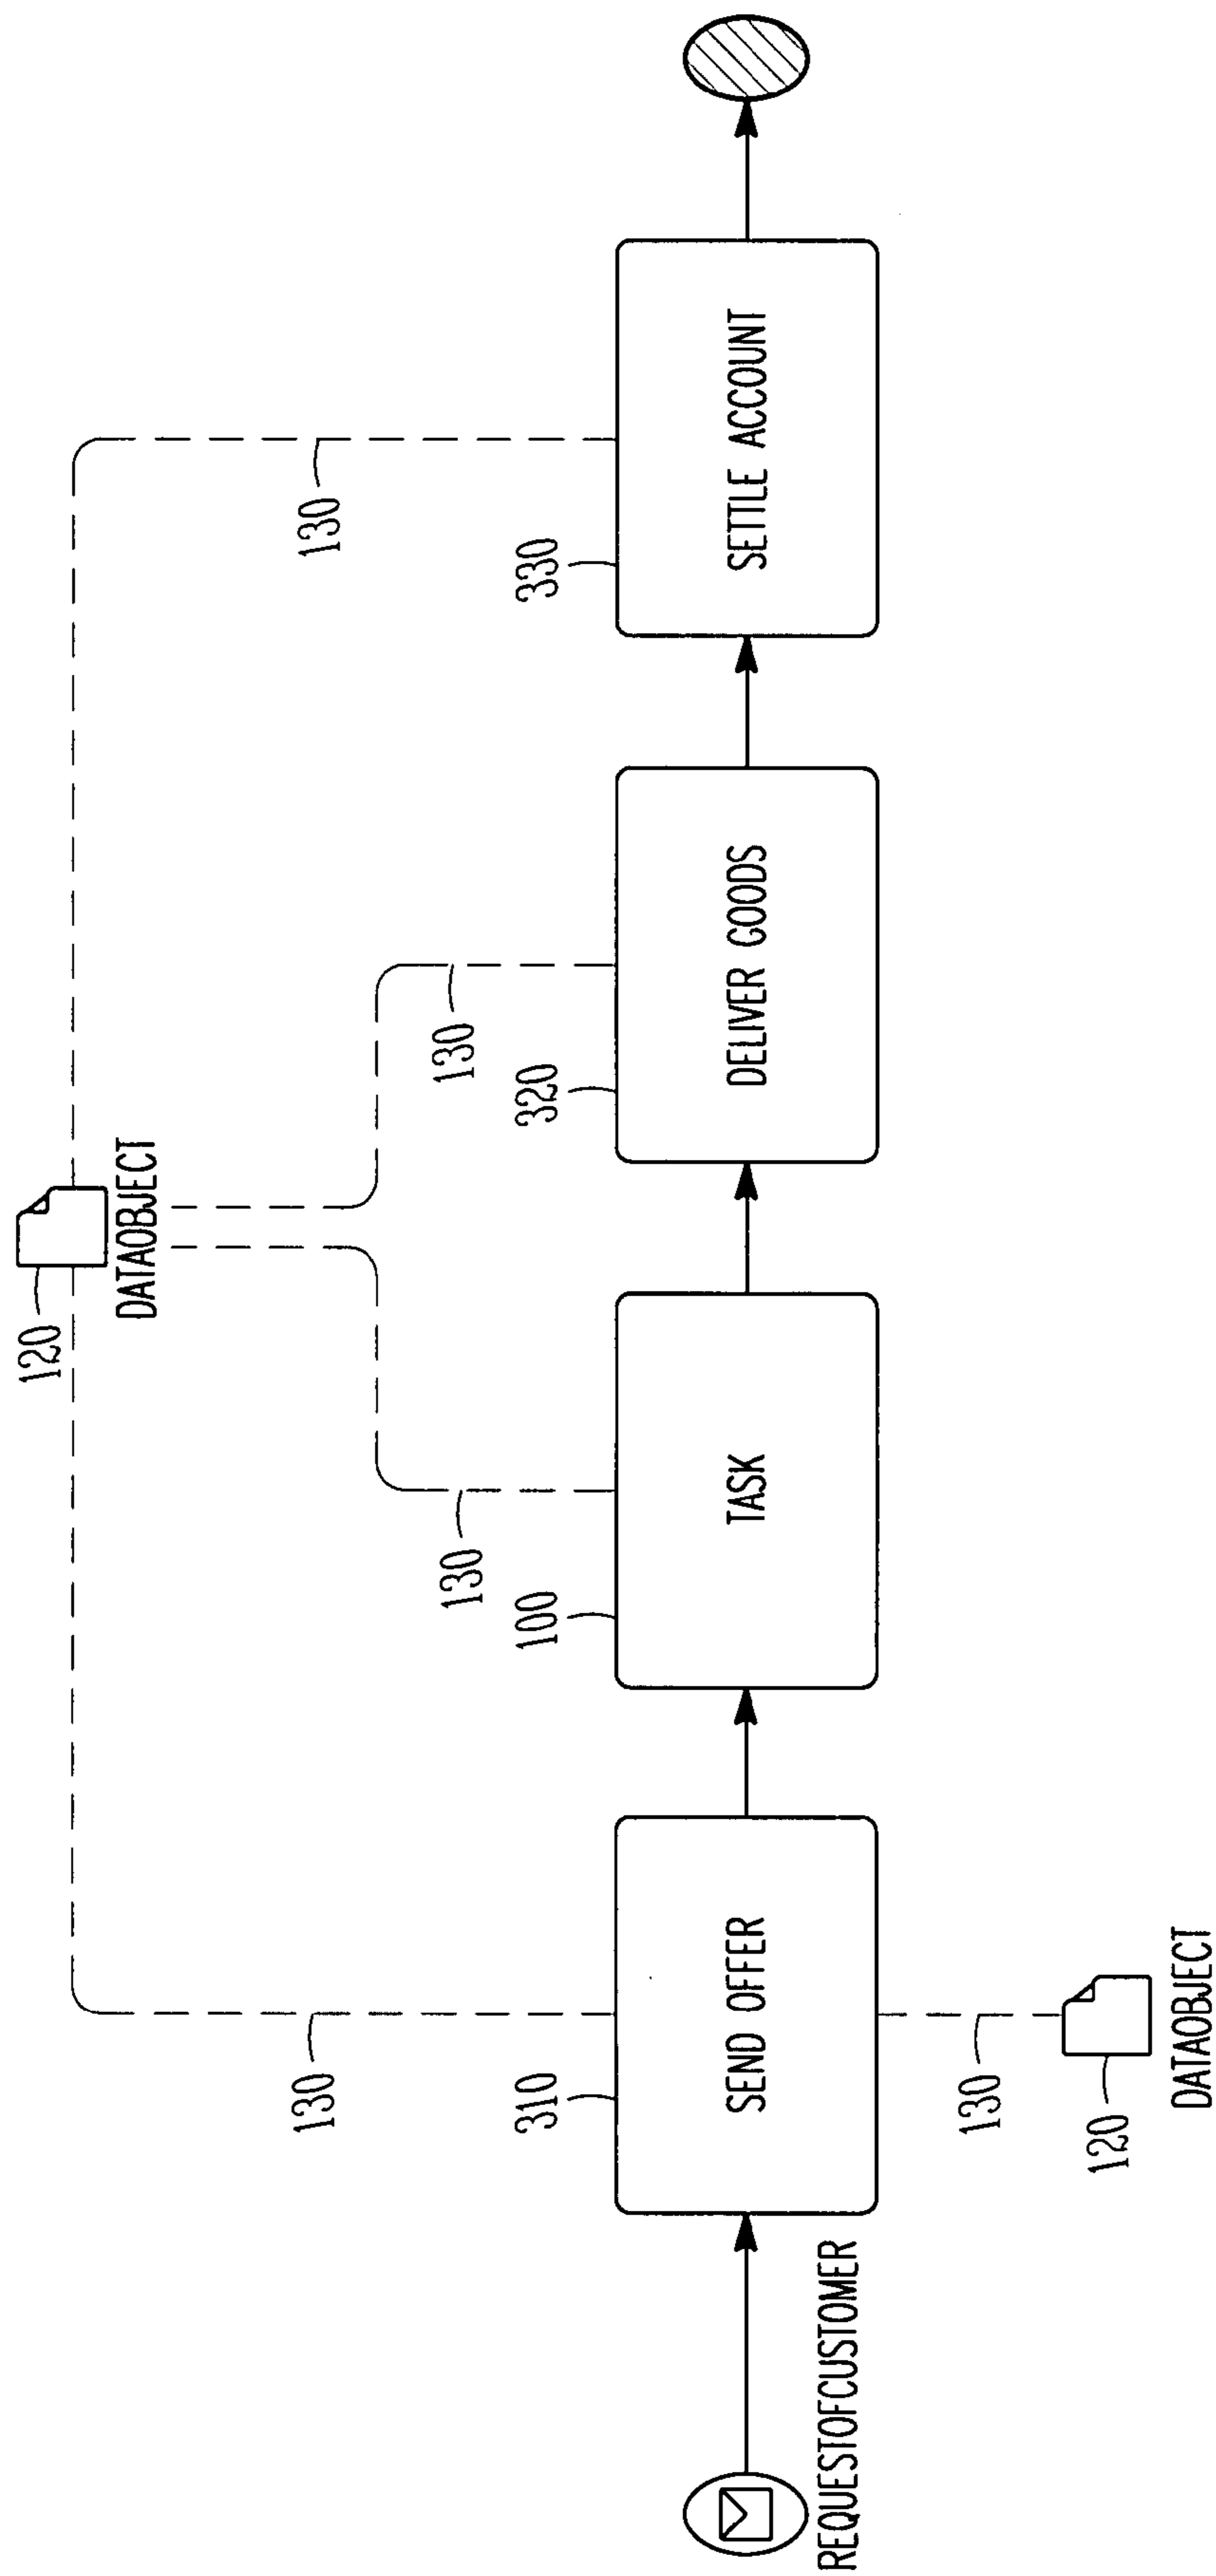 120
DATAOBJECT
130
130
130
130
310
SEND OFFER
100
TASK
320
DELIVER GOODS
330
SETTLE ACCOUNT
REQUESTOFCUSTOMER
130
120
DATAOBJECT